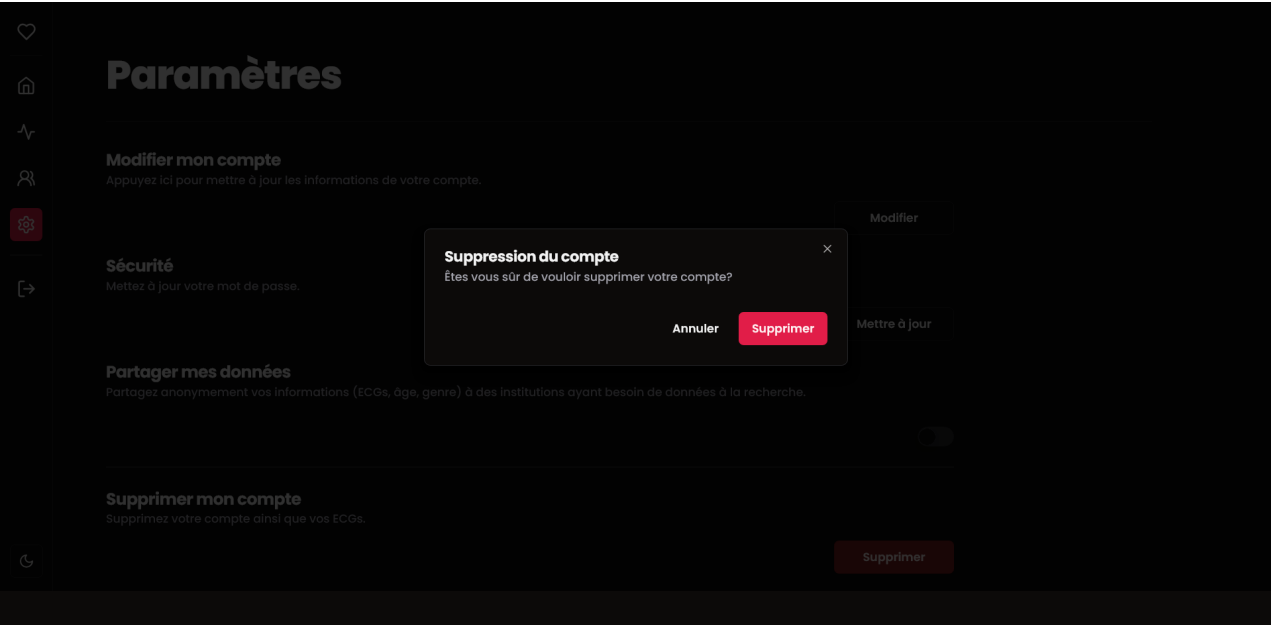 Paramètres
Modifier mon compte
Appuyez ici pour mettre à jour les informations de votre compte.
Modifier
Suppression du compte
Êtes vous sûr de vouloir supprimer votre compte?
Annuler
Supprimer
Sécurité
Mettez à jour votre mot de passe.
Mettre à jour
Partager mes données
Partagez anonymement vos informations (ECGs, âge, genre) à des institutions ayant besoin de données à la recherche.
Supprimer mon compte
Supprimez votre compte ainsi que vos ECGs.
Supprimer